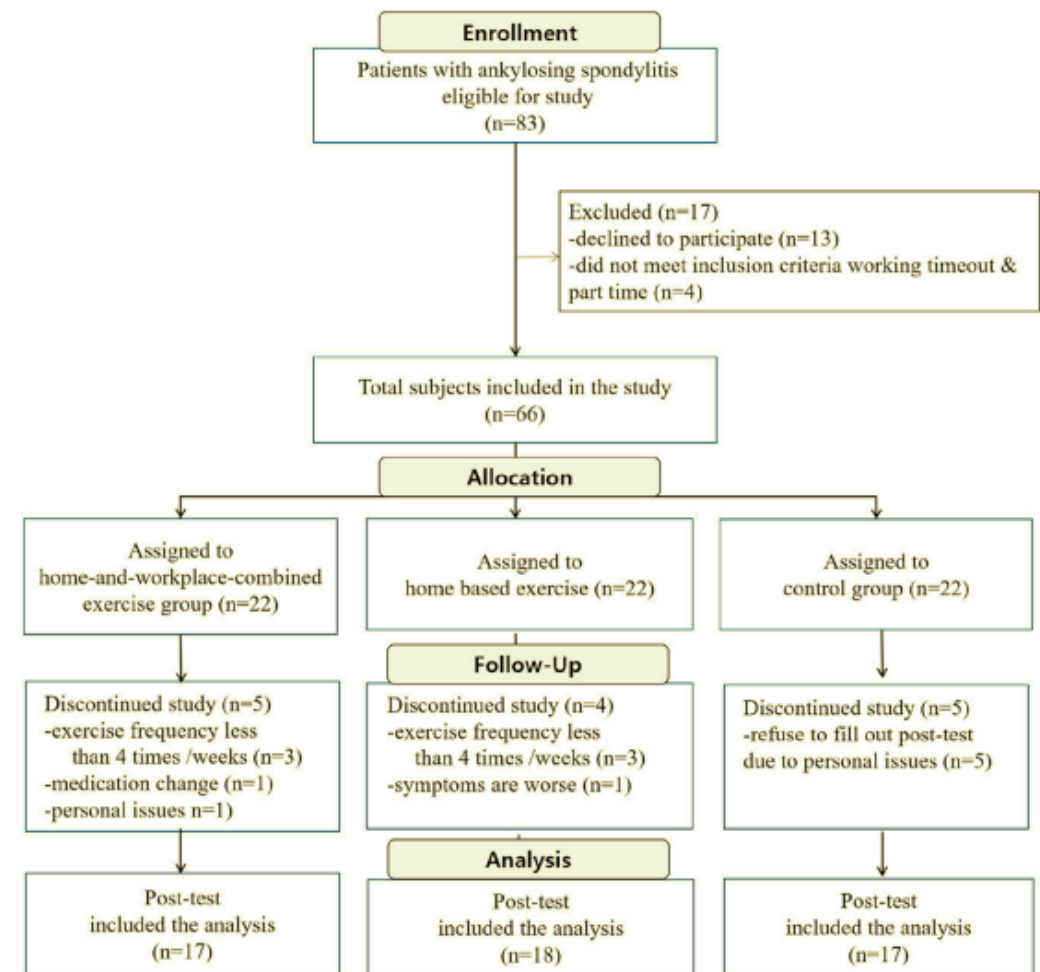 Enrollment
Patients with ankylosing spondylitis
eligible for study
(n=83)
Excluded (n=17)
-declined to participate (n=13)
-did not meet inclusion criteria working timeout &
part time (n=4)
Total subjects included in the study
(n=66)
Allocation
Assigned to
home-and-workplace-combined
exercise group (n=22)
Assigned to
home based exercise (n=22)
Assigned to
control group (n=22)
Follow-Up
Discontinued study (n=5)
-exercise frequency less
than 4 times /weeks (n=3)
-medication change (n=1)
-personal issues n=1)
Discontinued study (n=4)
-exercise frequency less
than 4 times /weeks (n=3)
-symptoms are worse (n=1)
Discontinued study (n=5)
-refuse to fill out post-test
due to personal issues (n=5)
Analysis
Post-test
included the analysis
(n=17)
Post-test
included the analysis
(n=18)
Post-test
included the analysis
(n=17)